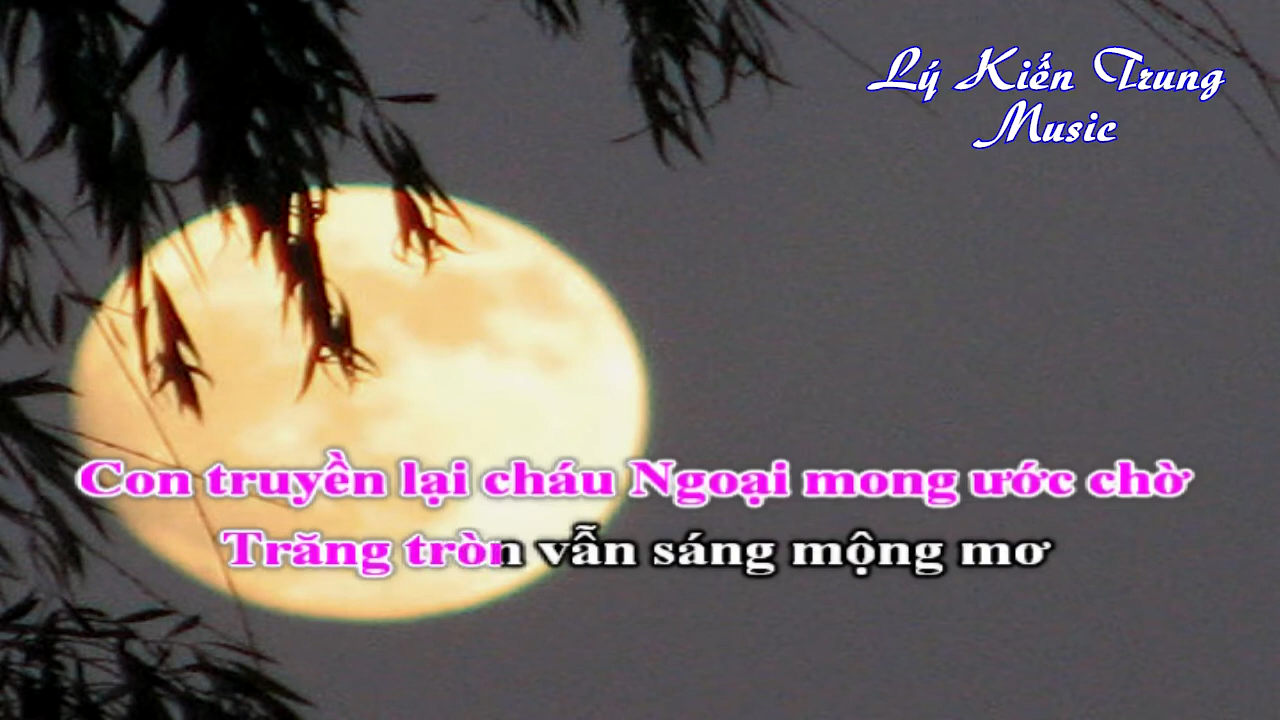 Lý Kiến Trung
Music
Con truyền lại cháu Ngoại mong ước chờ
Trăng tròn vẫn sáng mộng mơ